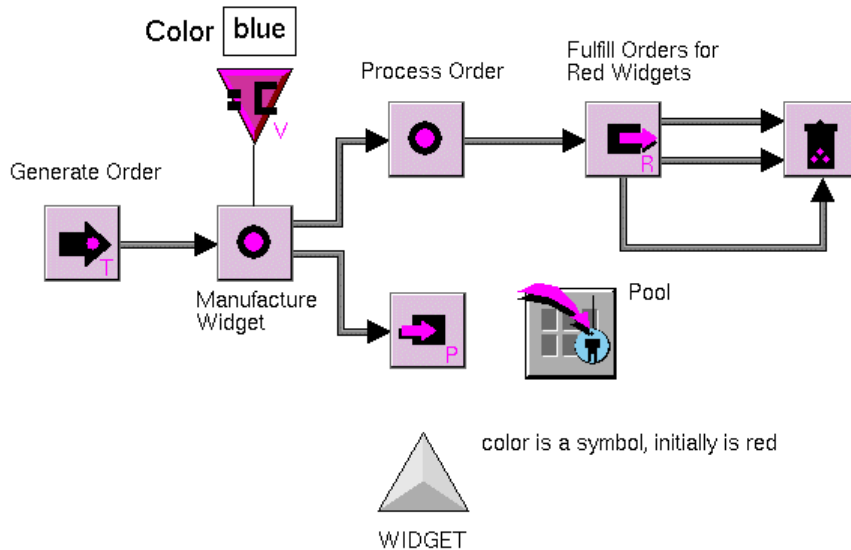 Color blue
V
Process Order
Fulfill Orders for
Red Widgets
R
Generate Order
T
Manufacture
Widget
P
Pool
color is a symbol, initially is red
WIDGET